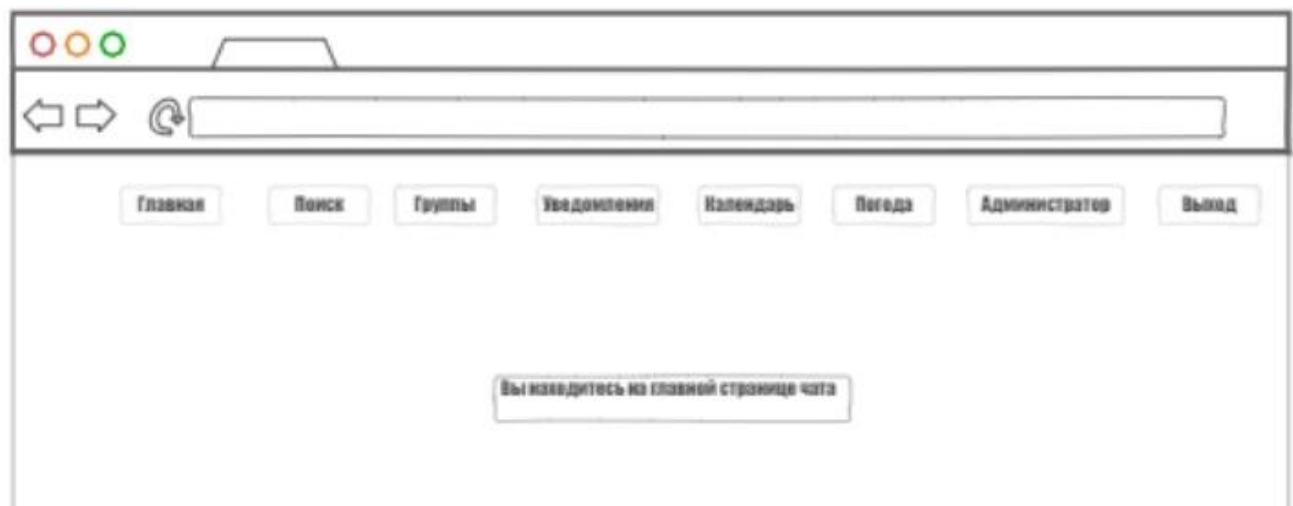 Главная
Поиск
Группы
Уведомления
Календарь
Погода
Администратор
Выход
Вы находитесь на главной странице чата